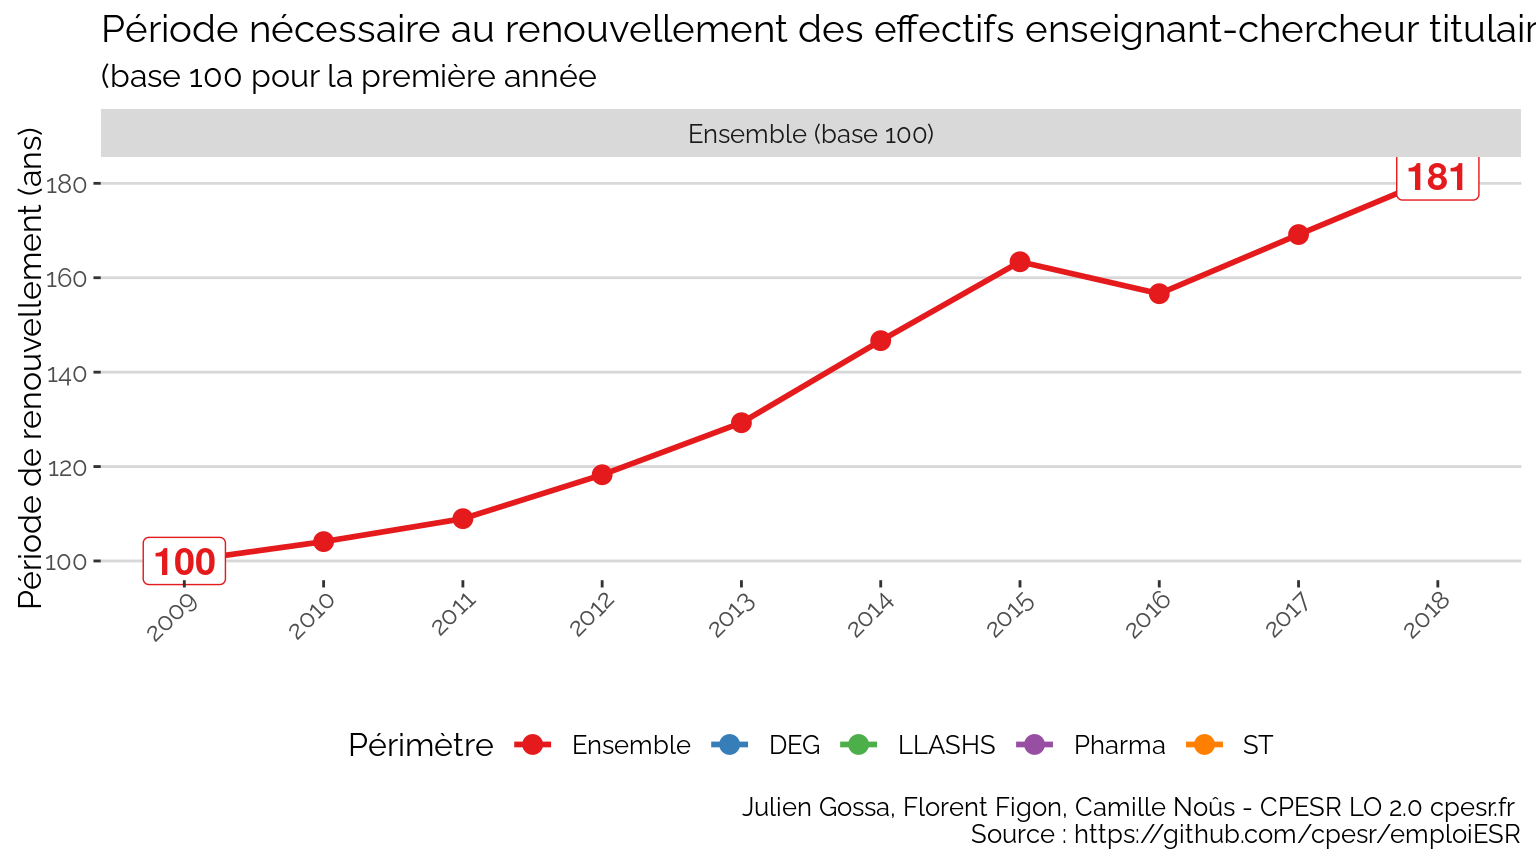 Période nécessaire au renouvellement des effectifs enseignant-chercheur titulair
(base 100 pour la première année
Ensemble (base 100)
Période de renouvellement (ans)
180
160
140
120
100
181
100
2009
2010
2011
2012
2013
2014
2015
2016
2017
2018
Périmètre
Ensemble
DEG
LLASHS
Pharma
ST
Julien Gossa, Florent Figon, Camille Noûs - CPESR LO 2.0 cpesr.fr
Source : https://github.com/cpesr/emploiESR